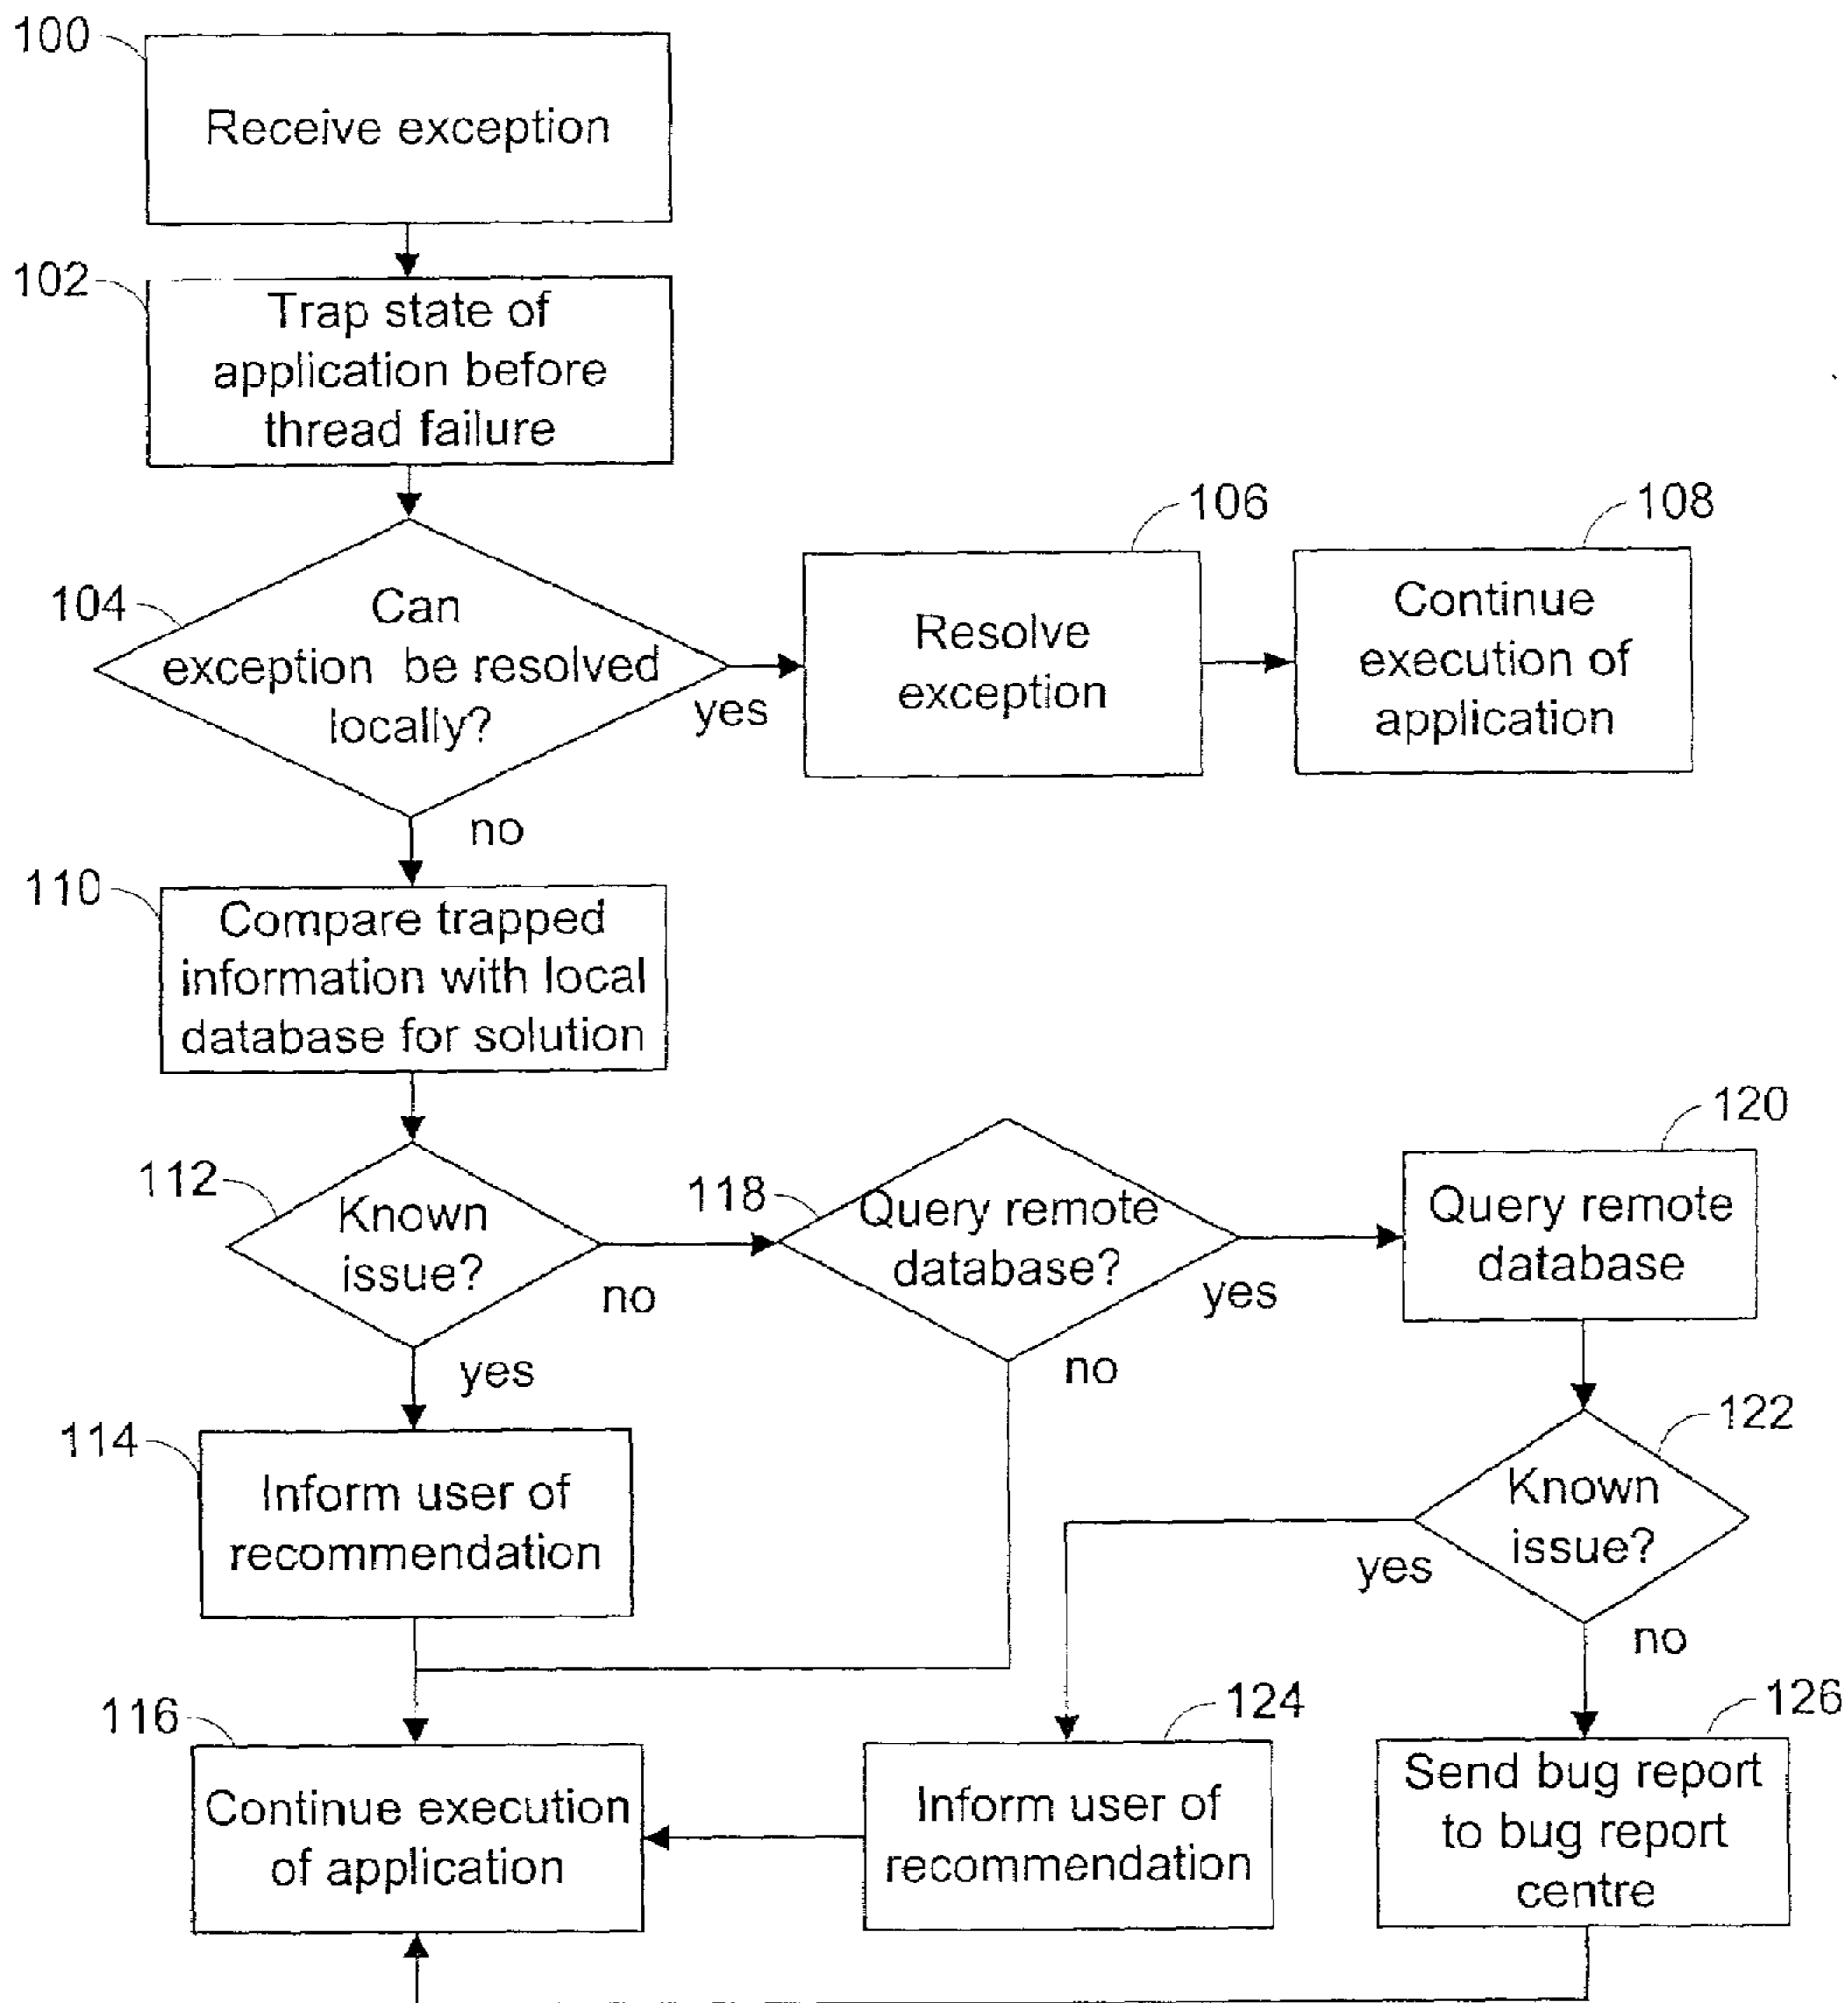 100
Receive exception
102
Trap state of
application before
thread failure
104
Can
exception be resolved
locally?
yes
no
106
Resolve
exception
108
Continue
execution of
application
110
Compare trapped
information with local
database for solution
112
Known
issue?
no
yes
118
Query remote
database?
yes
no
120
Query remote
database
122
Known
issue?
yes
no
114
Inform user of
recommendation
116
Continue execution
of application
124
Inform user of
recommendation
126
Send bug report
to bug report
centre